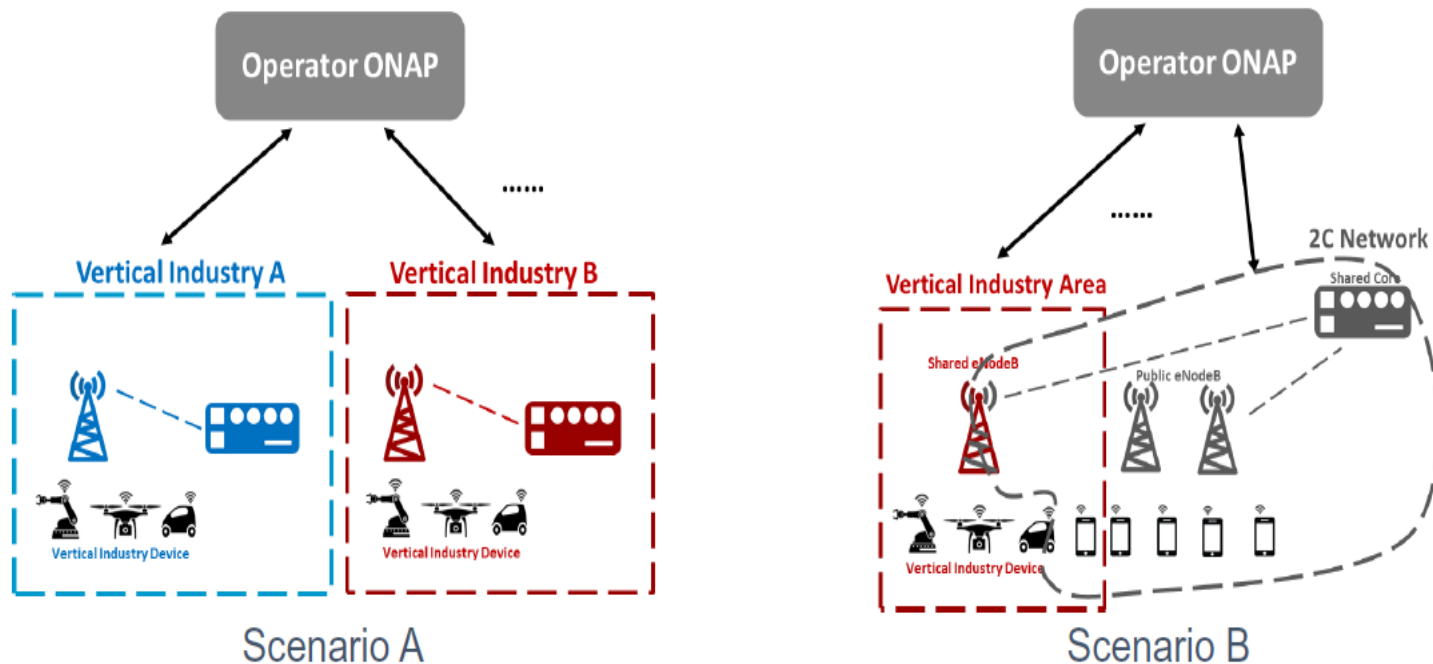 Operator ONAP
......
Vertical Industry A
Vertical Industry B
Vertical Industry Device
Vertical Industry Device
Scenario A
Operator ONAP
......
2C Network
Shared Core
Vertical Industry Area
Shared eNodeB
Public eNodeB
Vertical Industry Device
Scenario B